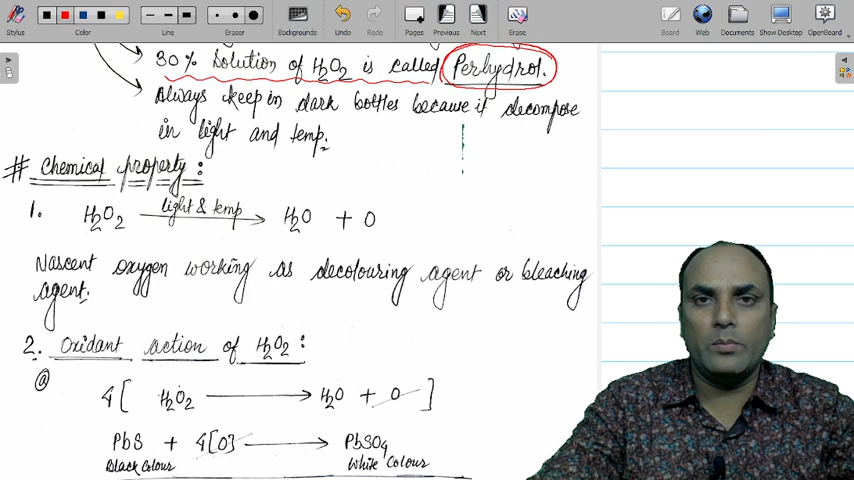 Stylus
Color
Line
Eraser
Backgrounds
Undo
Redo
Pages
Previous
Next
Erase
Board
Web
Documents
Show Desktop
OpenBoard
30% solution of H2O2 is called Perhydrol.
Always keep in dark bottles because it decompose
in light and temp.
# Chemical property:
1. H2O2 light & temp → H2O + O
Nascent oxygen working as decolouring agent or bleaching
agent.
2. Oxidant action of H2O2:
@
4[ H2O2 → H2O + O ]
PbS + 4[O] → PbSO4
Black Colour White Colour